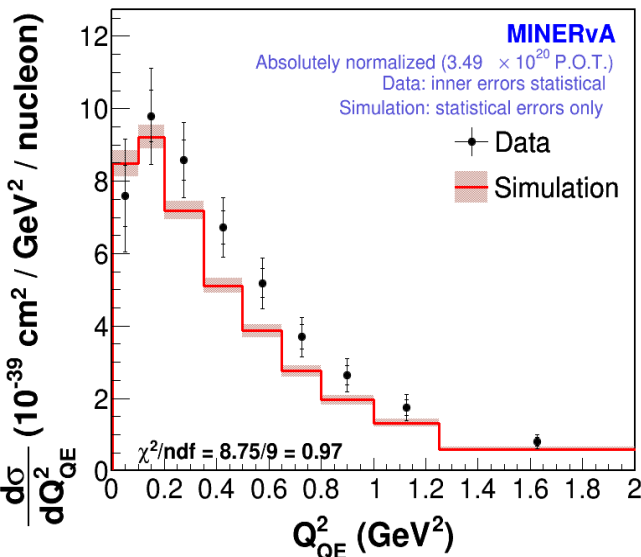 MINERvA
Absolutely normalized (3.49 × 10²⁰ P.O.T.)
Data: inner errors statistical
Simulation: statistical errors only
Data
Simulation
12
10
8
6
4
2
0
dσ/dQ²_QE (10⁻³⁹ cm² / GeV² / nucleon)
χ²/ndf = 8.75/9 = 0.97
0 0.2 0.4 0.6 0.8 1 1.2 1.4 1.6 1.8 2
Q²_QE (GeV²)